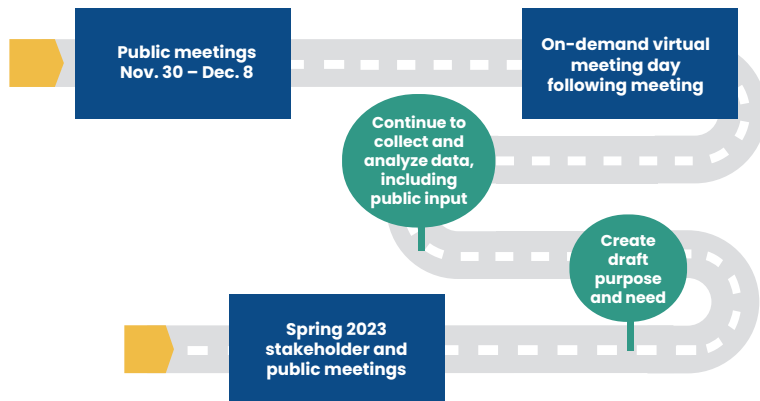 Public meetings
Nov. 30 – Dec. 8
On-demand virtual
meeting day
following meeting
Continue to
collect and
analyze data,
including
public input
Create
draft
purpose
and need
Spring 2023
stakeholder and
public meetings